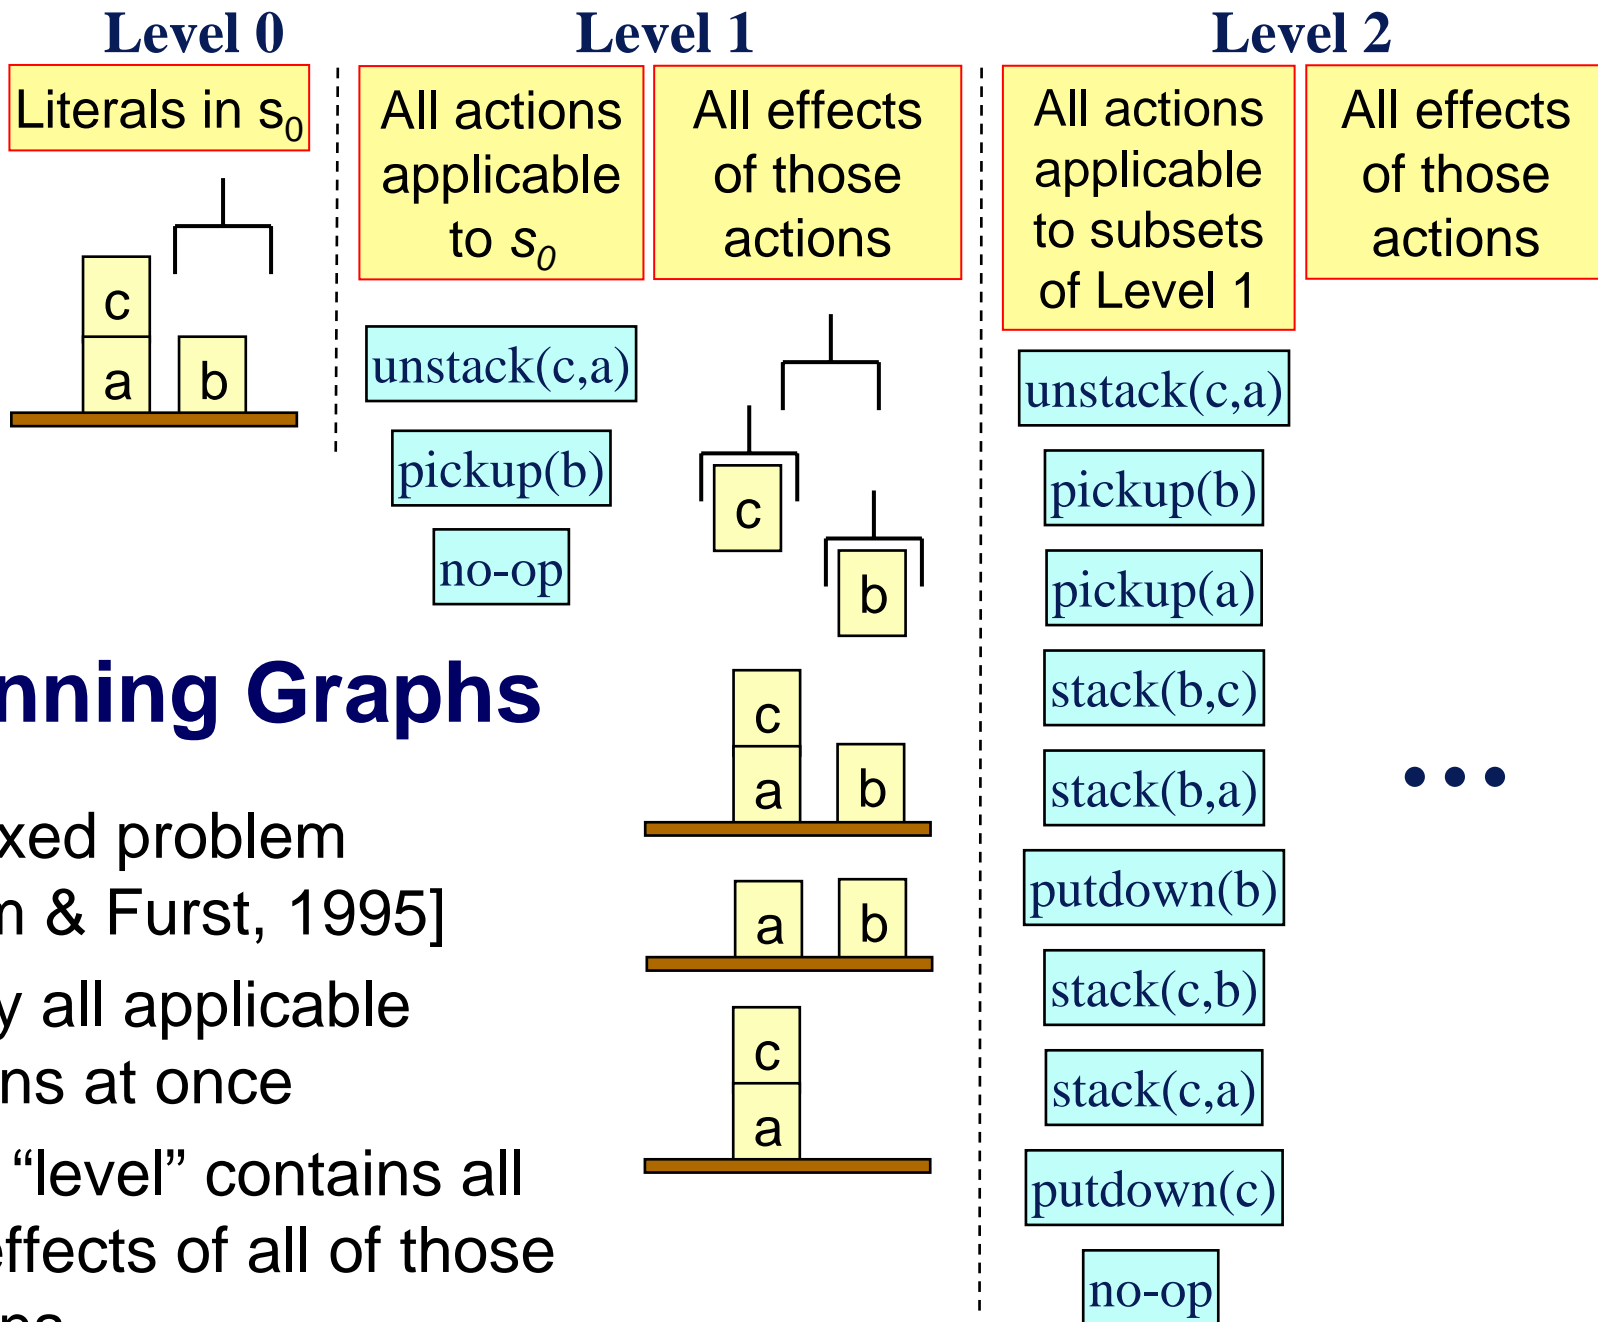 Level 0
Level 1
Level 2
Literals in s0
All actions
applicable
to s0
All effects
of those
actions
All actions
applicable
to subsets
of Level 1
All effects
of those
actions
c
a b
unstack(c,a)
pickup(b)
no-op
c
b
c
a b
a b
c
a
unstack(c,a)
pickup(b)
pickup(a)
stack(b,c)
stack(b,a)
putdown(b)
stack(c,b)
stack(c,a)
putdown(c)
no-op
• • •
nning Graphs
xed problem
m & Furst, 1995]
y all applicable
ns at once
“level” contains all
effects of all of those